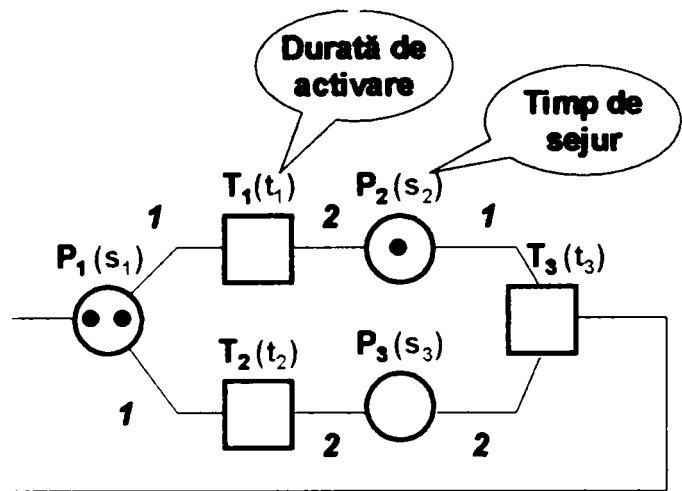 Durată de
activare
Timp de
sejur
T₁(t₁)
P₂(s₂)
1
2
1
P₁(s₁)
T₃(t₃)
T₂(t₂)
P₃(s₃)
1
2
2